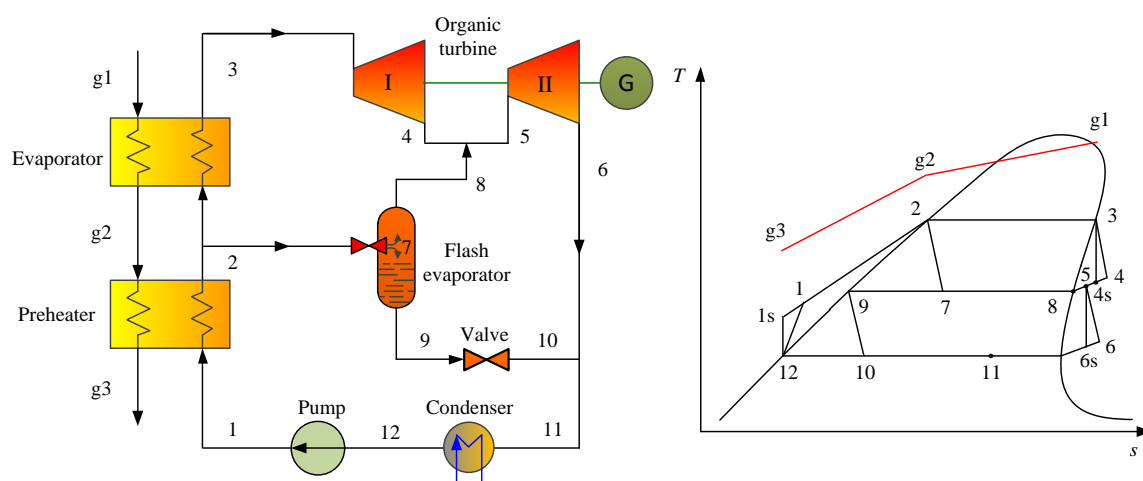 Organic
turbine
3
g1
I
II
G
4
5
Evaporator
8
6
g2
7
2
Flash
evaporator
Preheater
Valve
9
10
g3
Pump
Condenser
1
12
11
T
g1
g2
g3
2
3
5
4
1
4s
1s
9
7
8
6
6s
12
10
11
s